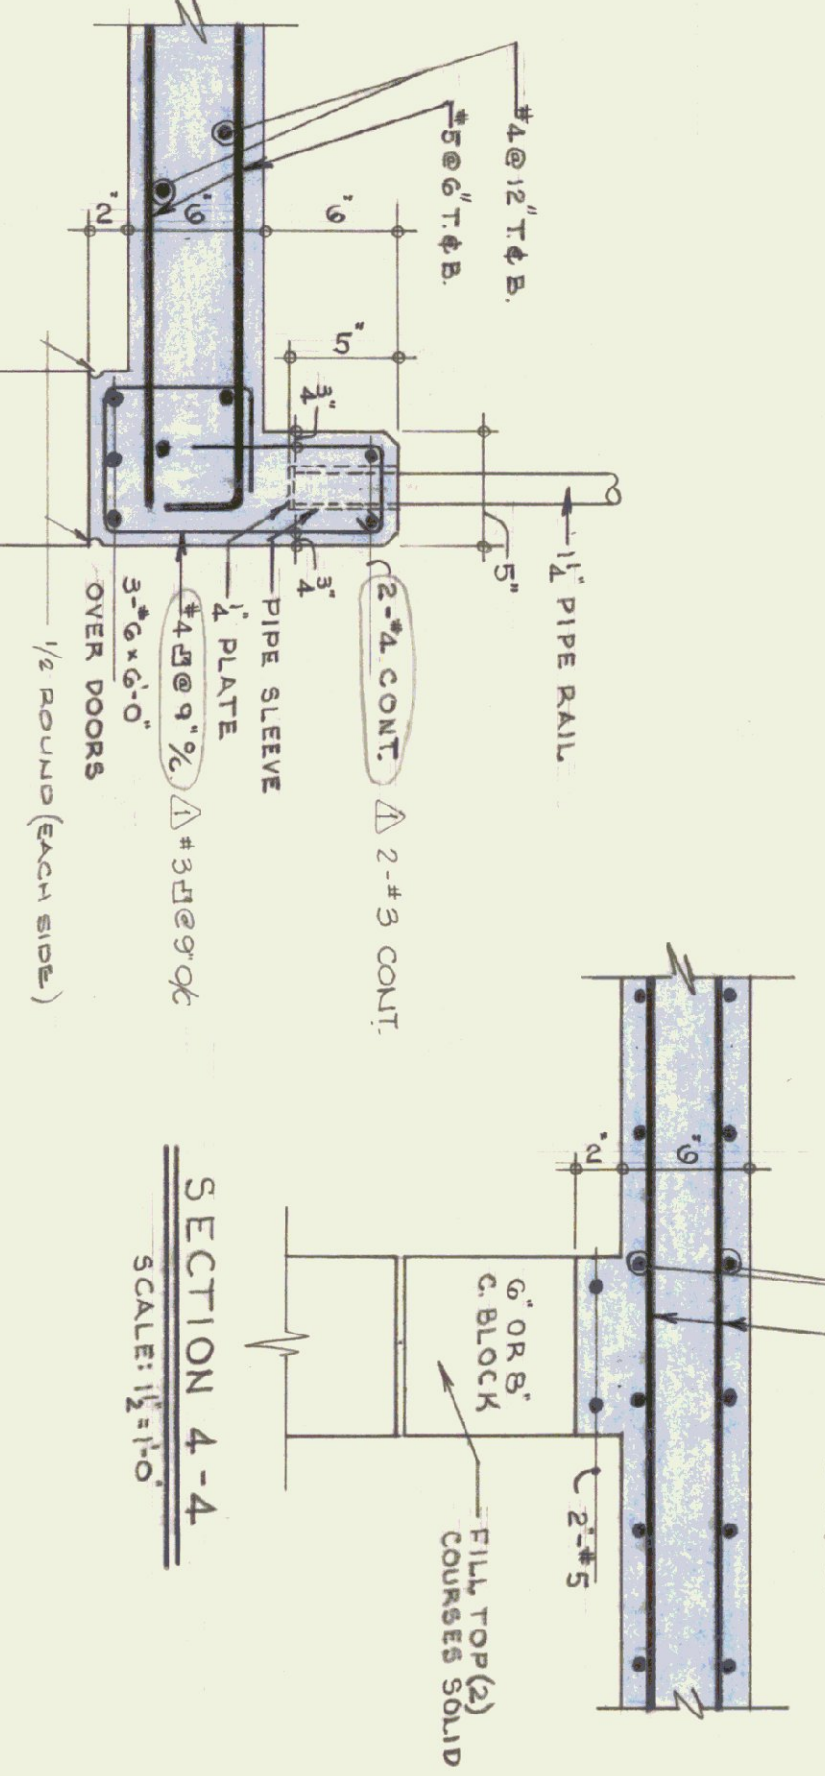 #4@12" T.&B.
#5@6" T.&B.
2"
6"
6"
5"
3/4"
5"
1 1/4" PIPE RAIL
3/4"
2-#4 CONT. 1 2-#3 CONT.
PIPE SLEEVE
1/4" PLATE
#4 @ 9" o/c 1 #3 @ 9" o/c
3-#6x6'-0"
OVER DOORS
1/2 ROUND (EACH SIDE)
2"
6"
6" OR 8"
C. BLOCK
2-#5
FILL TOP (2)
COURSES SOLID
SECTION 4-4
SCALE: 1 1/2"=1'-0"